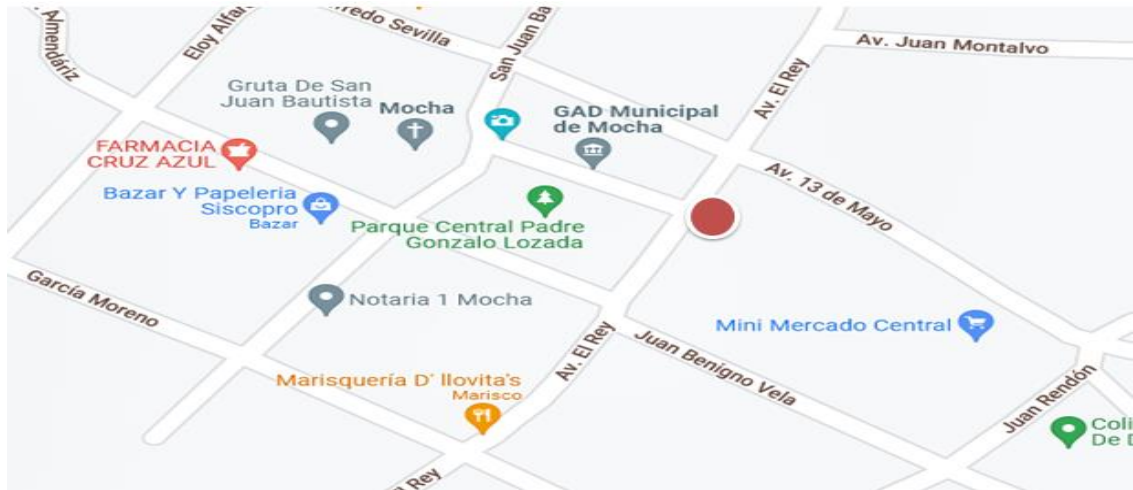 Almendáriz
Eloy Alfar
redo Sevilla
San Juan Ba
Av. El Rey
Av. Juan Montalvo
Gruta De San
Juan Bautista
Mocha
GAD Municipal
de Mocha
FARMACIA
CRUZ AZUL
Av. 13 de Mayo
Bazar Y Papeleria
Siscopro
Bazar
Parque Central Padre
Gonzalo Lozada
García Moreno
Notaria 1 Mocha
Mini Mercado Central
Av. El Rey
Juan Benigno Vela
Marisquería D' llovita's
Marisco
Juan Rendón
Coli
De D
Rey